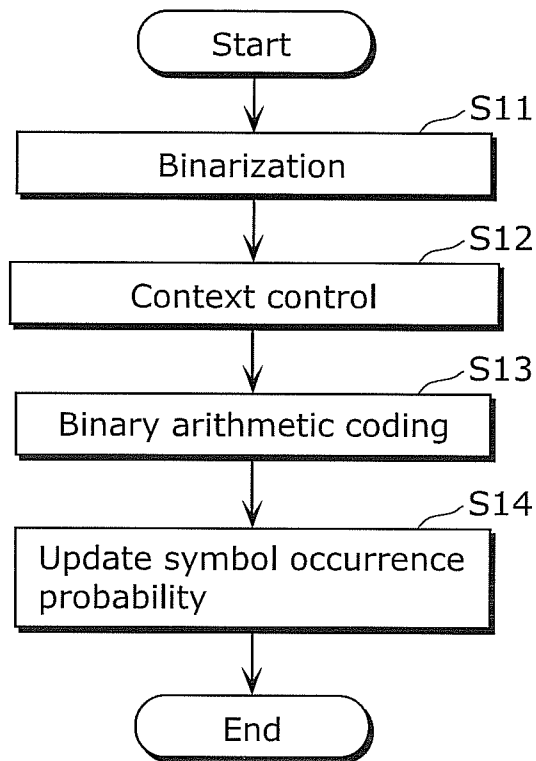 Start
S11
Binarization
S12
Context control
S13
Binary arithmetic coding
S14
Update symbol occurrence
probability
End